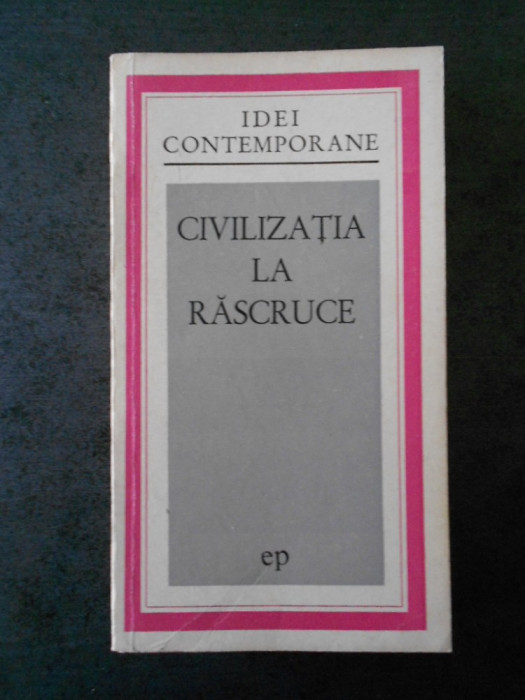 IDEI
CONTEMPORANE
CIVILIZAȚIA
LA
RĂSCRUCE
ep